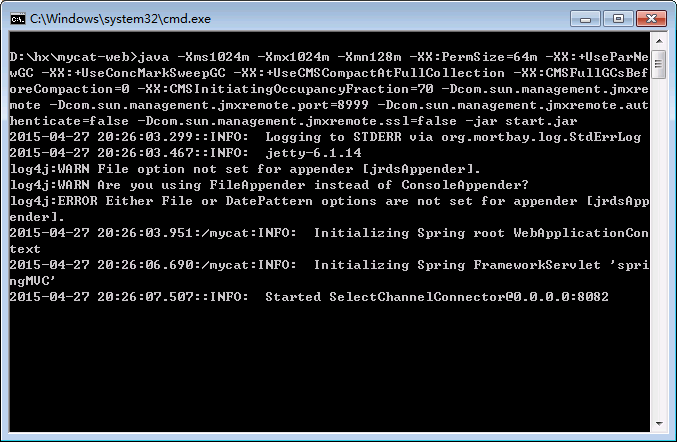 C:\Windows\system32\cmd.exe
D:\hx\mycat-web>java -Xms1024m -Xmx1024m -Xmn128m -XX:PermSize=64m -XX:+UseParNe
wGC -XX:+UseConcMarkSweepGC -XX:+UseCMSCompactAtFullCollection -XX:CMSFullGCsBef
oreCompaction=0 -XX:CMSInitiatingOccupancyFraction=70 -Dcom.sun.management.jmxre
mote -Dcom.sun.management.jmxremote.port=8999 -Dcom.sun.management.jmxremote.aut
henticate=false -Dcom.sun.management.jmxremote.ssl=false -jar start.jar
2015-04-27 20:26:03.299::INFO:  Logging to STDERR via org.mortbay.log.StdErrLog
2015-04-27 20:26:03.467::INFO:  jetty-6.1.14
log4j:WARN File option not set for appender [jrdsAppender].
log4j:WARN Are you using FileAppender instead of ConsoleAppender?
log4j:ERROR Either File or DatePattern options are not set for appender [jrdsApp
ender].
2015-04-27 20:26:03.951:/mycat:INFO:  Initializing Spring root WebApplicationCon
text
2015-04-27 20:26:06.690:/mycat:INFO:  Initializing Spring FrameworkServlet 'spri
ngMVC'
2015-04-27 20:26:07.507::INFO:  Started SelectChannelConnector@0.0.0.0:8082